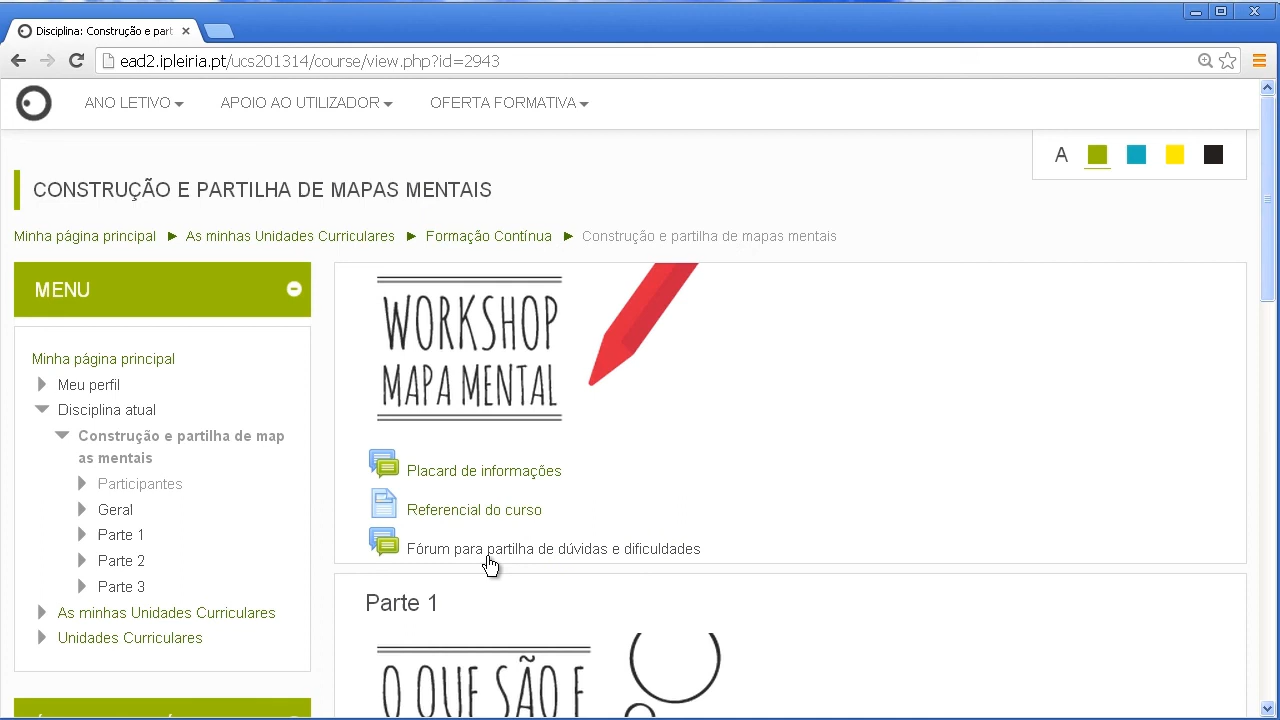 Disciplina: Construção e part
ead2.ipleiria.pt/ucs201314/course/view.php?id=2943
ANO LETIVO
APOIO AO UTILIZADOR
OFERTA FORMATIVA
A
CONSTRUÇÃO E PARTILHA DE MAPAS MENTAIS
Minha página principal ► As minhas Unidades Curriculares ► Formação Contínua ► Construção e partilha de mapas mentais
MENU
Minha página principal
Meu perfil
Disciplina atual
Construção e partilha de map
as mentais
Participantes
Geral
Parte 1
Parte 2
Parte 3
As minhas Unidades Curriculares
Unidades Curriculares
WORKSHOP
MAPA MENTAL
Placard de informações
Referencial do curso
Fórum para partilha de dúvidas e dificuldades
Parte 1
O QUE SÃO E